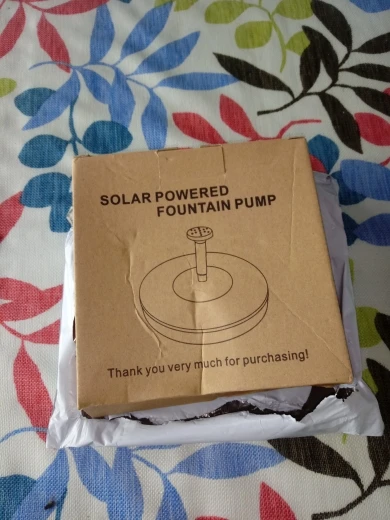 SOLAR POWERED
FOUNTAIN PUMP
Thank you very much for purchasing!